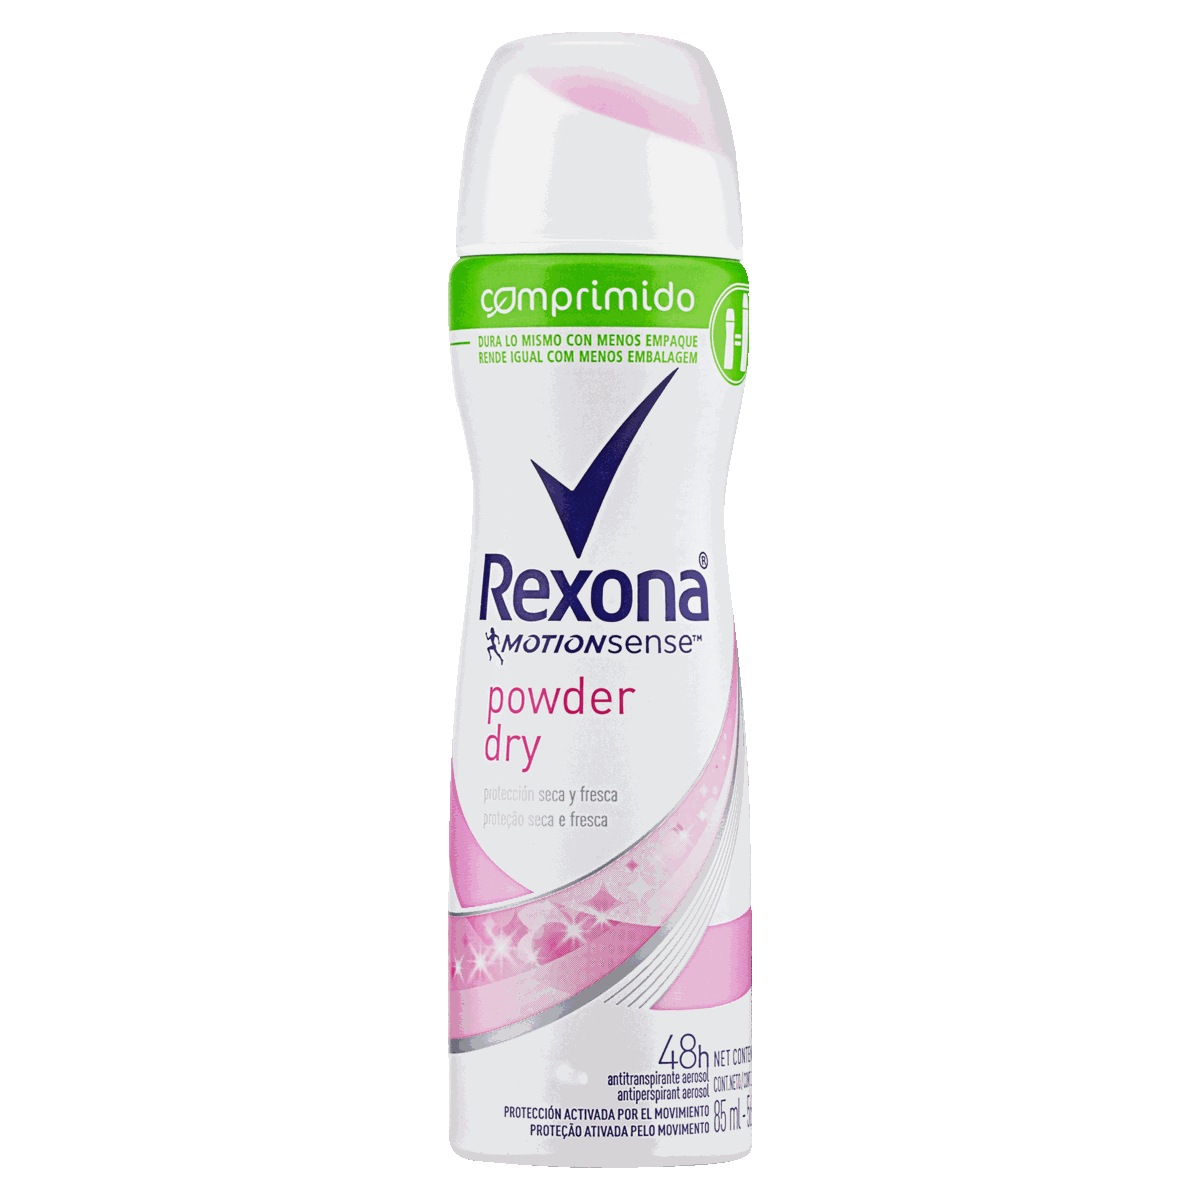 comprimido
DURA LO MISMO CON MENOS EMPAQUE
RENDE IGUAL COM MENOS EMBALAGEM
Rexona®
MOTIONsense™
powder
dry
protección seca y fresca
proteção seca e fresca
48h
antitranspirante aerosol
antiperspirant aerosol
PROTECCIÓN ACTIVADA POR EL MOVIMIENTO
PROTEÇÃO ATIVADA PELO MOVIMENTO
NET
CONT.NETO/
85 ml -